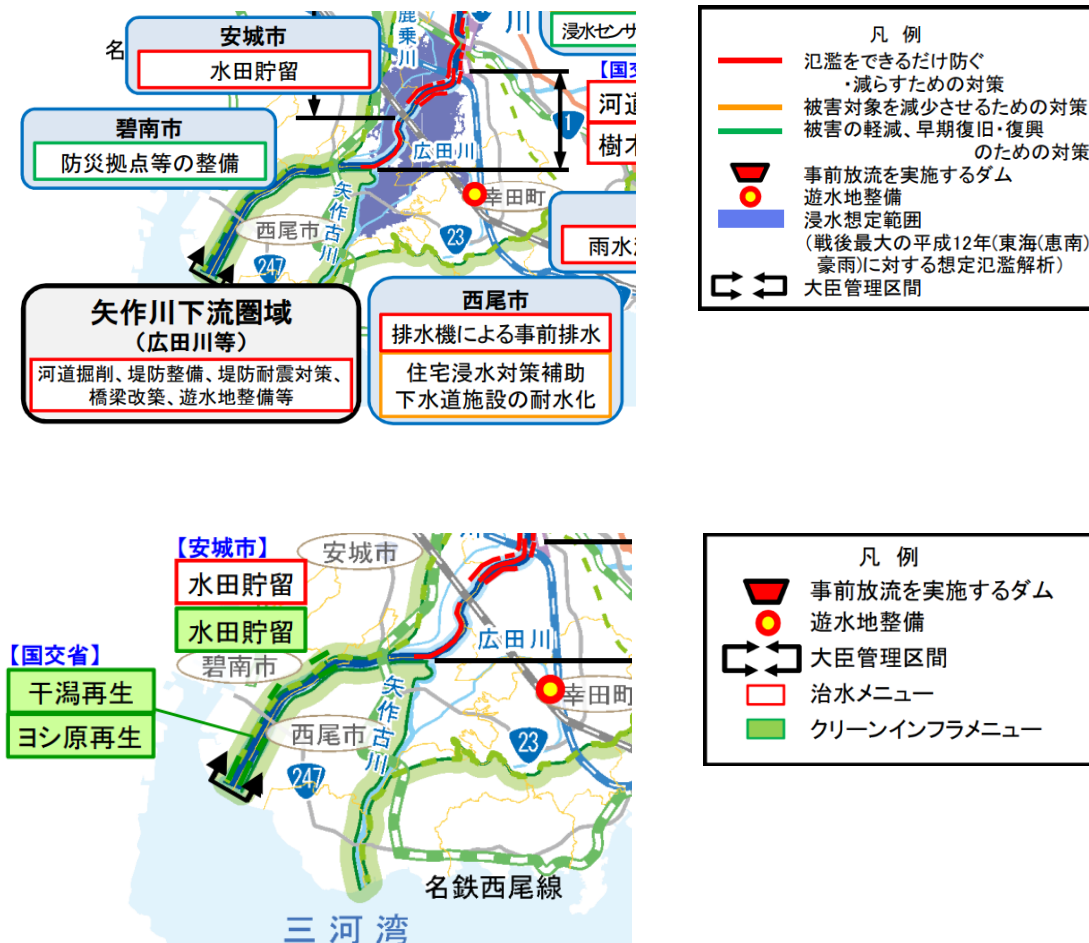 鹿乗川
川
浸水センサ
安城市
水田貯留
名
【国交
河道
樹木
1
碧南市
防災拠点等の整備
広田川
矢作古川
幸田町
西尾市
23
雨水
247
矢作川下流圏域
(広田川等)
河道掘削、堤防整備、堤防耐震対策、
橋梁改築、遊水地整備等
西尾市
排水機による事前排水
住宅浸水対策補助
下水道施設の耐水化
凡 例
氾濫をできるだけ防ぐ
・減らすための対策
被害対象を減少させるための対策
被害の軽減、早期復旧・復興
のための対策
事前放流を実施するダム
遊水地整備
浸水想定範囲
(戦後最大の平成12年(東海(恵南)
豪雨)に対する想定氾濫解析)
大臣管理区間
【安城市】
安城市
水田貯留
水田貯留
広田川
【国交省】
碧南市
干潟再生
ヨシ原再生
矢作古川
幸田町
西尾市
23
247
名鉄西尾線
三河湾
凡 例
事前放流を実施するダム
遊水地整備
大臣管理区間
治水メニュー
クリーンインフラメニュー